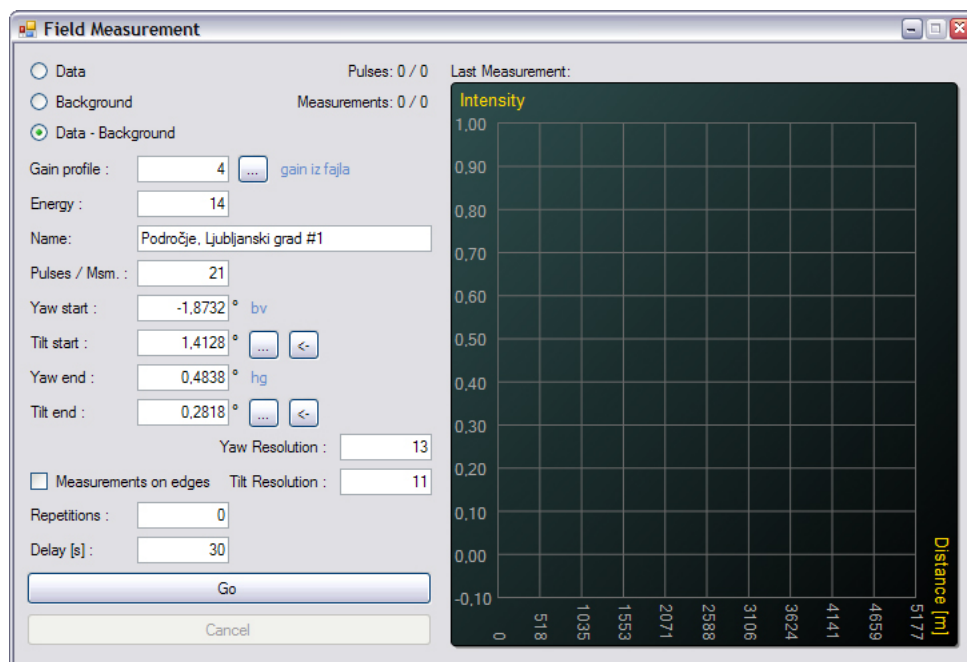 Field Measurement
Data
Pulses: 0 / 0
Background
Measurements: 0 / 0
Data - Background
Gain profile :
4
...
gain iz fajla
Energy :
14
Name:
Področje, Ljubljanski grad #1
Pulses / Msm. :
21
Yaw start :
-1,8732 °
bv
Tilt start :
1,4128 °
...
<-
Yaw end :
0,4838 °
hg
Tilt end :
0,2818 °
...
<-
Yaw Resolution :
13
Measurements on edges
Tilt Resolution :
11
Repetitions :
0
Delay [s] :
30
Go
Cancel
Last Measurement:
Intensity
1,00
0,90
0,80
0,70
0,60
0,50
0,40
0,30
0,20
0,10
0,00
-0,10
0
518
1035
1553
2071
2588
3106
3624
4141
4659
5177
Distance [m]